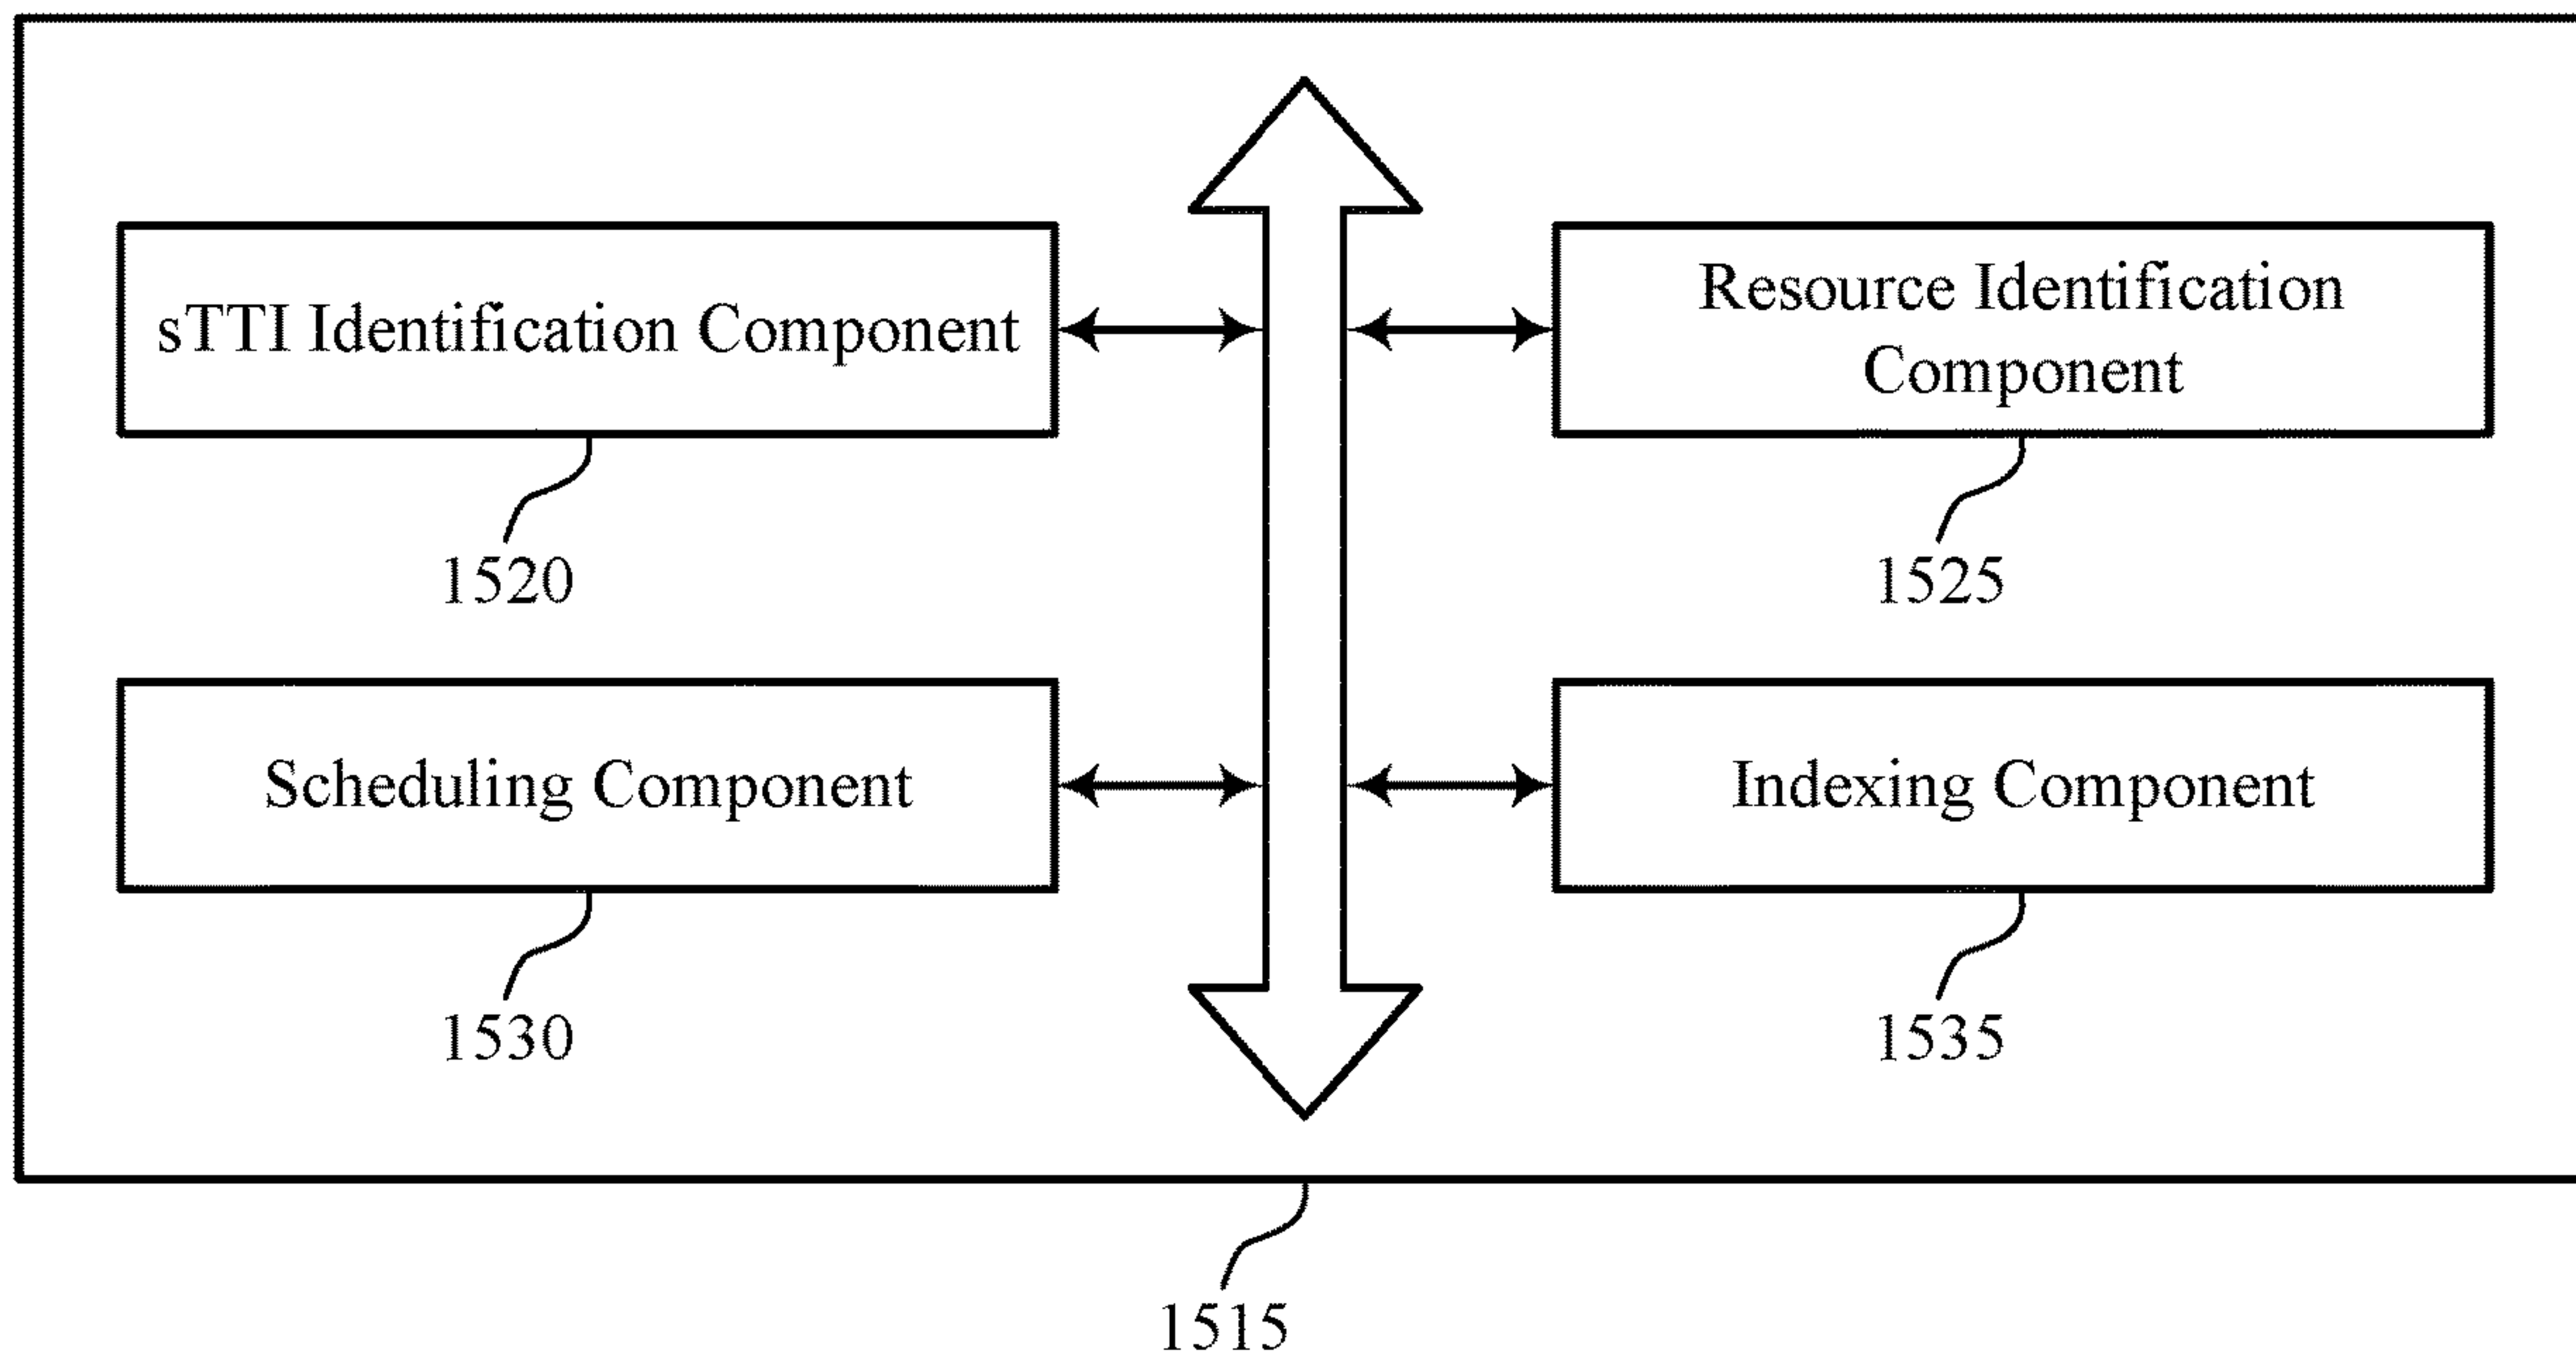 sTTI Identification Component
Resource Identification
Component
1520
1525
Scheduling Component
Indexing Component
1530
1535
1515